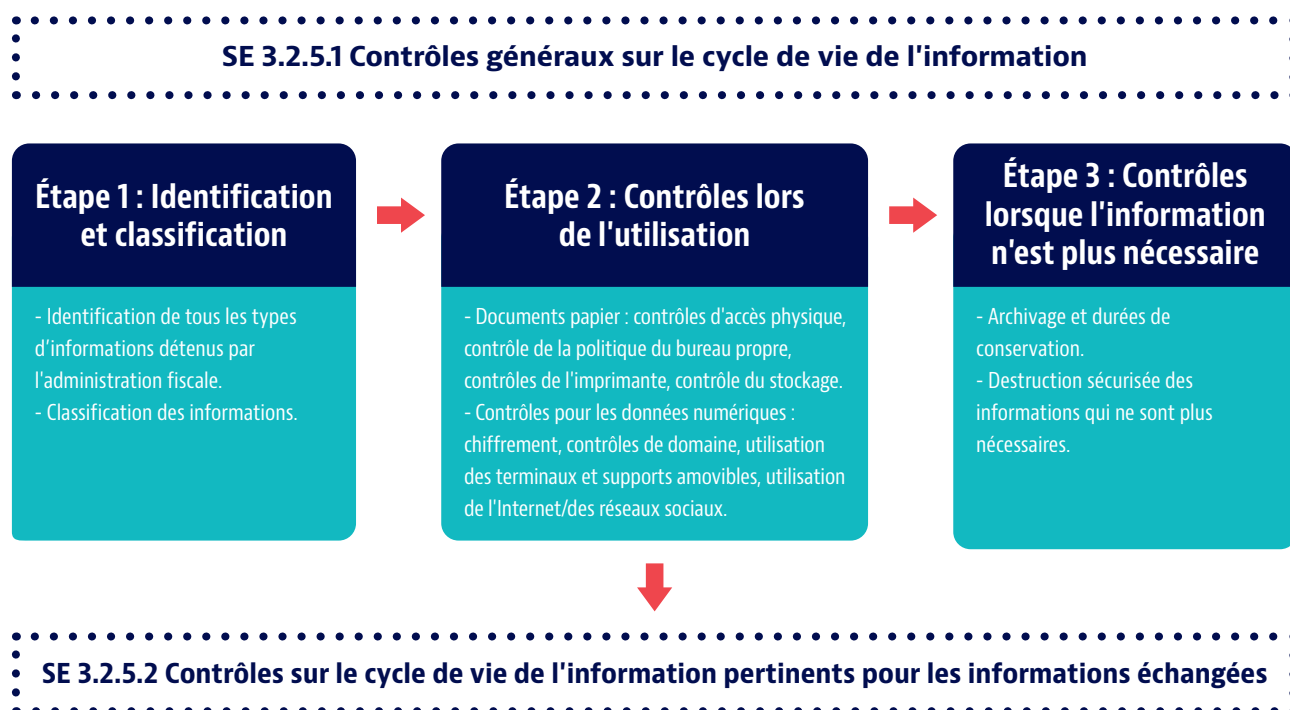 SE 3.2.5.1 Contrôles généraux sur le cycle de vie de l'information
Étape 1 : Identification
et classification
- Identification de tous les types
d'informations détenus par
l'administration fiscale.
- Classification des informations.
Étape 2 : Contrôles lors
de l'utilisation
- Documents papier : contrôles d'accès physique,
contrôle de la politique du bureau propre,
contrôles de l'imprimante, contrôle du stockage.
- Contrôles pour les données numériques :
chiffrement, contrôles de domaine, utilisation
des terminaux et supports amovibles, utilisation
de l'Internet/des réseaux sociaux.
Étape 3 : Contrôles
lorsque l'information
n'est plus nécessaire
- Archivage et durées de
conservation.
- Destruction sécurisée des
informations qui ne sont plus
nécessaires.
SE 3.2.5.2 Contrôles sur le cycle de vie de l'information pertinents pour les informations échangées